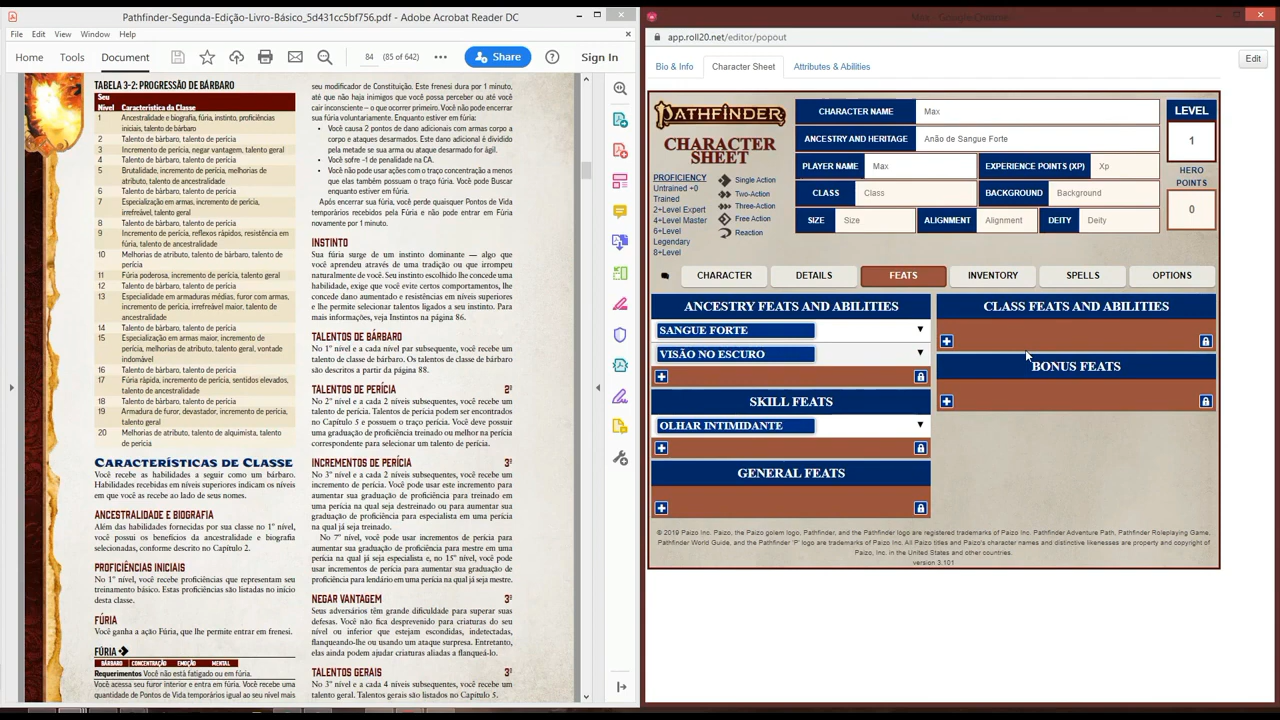 Pathfinder-Segunda-Edição-Livro-Básico_5d431cc5bf756.pdf - Adobe Acrobat Reader DC
File Edit View Window Help
Home Tools Document 84 (85 of 642) Share Sign In
TABELA 3-2: PROGRESSÃO DE BÁRBARO
Seu
Nível Característica da Classe
1 Ancestralidade e biografia, fúria, instinto, proficiências
iniciais, talento de bárbaro
2 Talento de bárbaro, talento de perícia
3 Incremento de perícia, negar vantagem, talento geral
4 Talento de bárbaro, talento de perícia
5 Brutalidade, incremento de perícia, melhorias de
atributo, talento de ancestralidade
6 Talento de bárbaro, talento de perícia
7 Especialização em armas, incremento de perícia,
irrefreável, talento geral
8 Talento de bárbaro, talento de perícia
9 Incremento de perícia, reflexos rápidos, resistência em
fúria, talento de ancestralidade
10 Melhorias de atributo, talento de bárbaro, talento de
perícia
11 Fúria poderosa, incremento de perícia, talento geral
12 Talento de bárbaro, talento de perícia
13 Especialidade em armaduras médias, furor com armas,
incremento de perícia, irrefreável maior, talento de
ancestralidade
14 Talento de bárbaro, talento de perícia
15 Especialização em armas maior, incremento de
perícia, melhorias de atributo, talento geral, vontade
indomável
16 Talento de bárbaro, talento de perícia
17 Fúria rápida, incremento de perícia, sentidos elevados,
talento de ancestralidade
18 Talento de bárbaro, talento de perícia
19 Armadura de furor, devastador, incremento de perícia,
talento geral
20 Melhorias de atributo, talento de alquimista, talento
de perícia
CARACTERÍSTICAS DE CLASSE
Você recebe as habilidades a seguir como um bárbaro.
Habilidades recebidas em níveis superiores indicam os níveis
em que você as recebe ao lado de seus nomes.
ANCESTRALIDADE E BIOGRAFIA
Além das habilidades fornecidas por sua classe no 1º nível,
você possui os benefícios da ancestralidade e biografia
selecionadas, conforme descrito no Capítulo 2.
PROFICIÊNCIAS INICIAIS
No 1º nível, você recebe proficiências que representam seu
treinamento básico. Estas proficiências são listadas no início
desta classe.
FÚRIA
Você ganha a ação Fúria, que lhe permite entrar em frenesi.
FÚRIA
BÁRBARO CONCENTRAÇÃO EMOÇÃO MENTAL
Requerimentos Você não está fatigado ou em fúria.
Você acessa seu furor interior e entra em fúria. Você recebe uma
quantidade de Pontos de Vida temporários igual ao seu nível mais
seu modificador de Constituição. Este frenesi dura por 1 minuto,
até que não haja inimigos que você possa perceber ou até você
cair inconsciente – o que ocorrer primeiro. Você não pode encerrar
sua fúria voluntariamente. Enquanto estiver em fúria:
• Você causa 2 pontos de dano adicionais com armas corpo a
corpo e ataques desarmados. Este dano adicional é dividido
pela metade se sua arma ou ataque desarmado for ágil.
• Você sofre -1 de penalidade na CA.
• Você não pode usar ações com o traço concentração a menos
que elas também possuam o traço fúria. Você pode Buscar
enquanto estiver em fúria.
Após encerrar sua fúria, você perde quaisquer Pontos de Vida
temporários recebidos pela Fúria e não pode entrar em Fúria
novamente por 1 minuto.
INSTINTO
Sua fúria surge de um instinto dominante — algo que
você aprendeu através de uma tradição ou que irrompeu
naturalmente de você. Seu instinto escolhido lhe concede uma
habilidade, exige que você evite certos comportamentos, lhe
concede dano aumentado e resistências em níveis superiores
e lhe permite selecionar talentos ligados a seu instinto. Para
mais informações, veja Instintos na página 86.
TALENTOS DE BÁRBARO
No 1º nível e a cada nível par subsequente, você recebe um
talento de classe de bárbaro. Os talentos de classe de bárbaro
são descritos a partir da página 88.
TALENTOS DE PERÍCIA 2º
No 2º nível e a cada 2 níveis subsequentes, você recebe um
talento de perícia. Talentos de perícia podem ser encontrados
no Capítulo 5 e possuem o traço perícia. Você deve possuir
uma graduação de proficiência treinado ou melhor na perícia
correspondente para selecionar um talento de perícia.
INCREMENTOS DE PERÍCIA 3º
No 3º nível e a cada 2 níveis subsequentes, você recebe um
incremento de perícia. Você pode usar este incremento para
aumentar sua graduação de proficiência para treinado em
uma perícia na qual seja destreinado ou para aumentar sua
graduação de proficiência para especialista em uma perícia
na qual já seja treinado.
No 7º nível, você pode usar incrementos de perícia para
aumentar sua graduação de proficiência para mestre em uma
perícia na qual já seja especialista e, no 15º nível, você pode
usar incrementos de perícia para aumentar sua graduação de
proficiência para lendário em uma perícia na qual já seja mestre.
NEGAR VANTAGEM 3º
Seus adversários têm grande dificuldade para superar suas
defesas. Você não fica desprevenido para criaturas do seu
nível ou inferior que estejam escondidas, indetectadas,
flanqueando-lhe ou usando um ataque surpresa. Entretanto,
elas ainda podem ajudar criaturas aliadas a flanqueá-lo.
TALENTOS GERAIS 3º
No 3º nível e a cada 4 níveis subsequentes, você recebe um
talento geral. Talentos gerais são listados no Capítulo 5.
app.roll20.net/editor/popout
Bio & Info Character Sheet Attributes & Abilities Edit
PATHFINDER
CHARACTER
SHEET
PROFICIENCY
Untrained +0
Trained
2+Level Expert
4+Level Master
6+Level
Legendary
8+Level
Single Action
Two-Action
Three-Action
Free Action
Reaction
CHARACTER NAME Max
ANCESTRY AND HERITAGE Anão de Sangue Forte
PLAYER NAME Max EXPERIENCE POINTS (XP) Xp
CLASS Class BACKGROUND Background
SIZE Size ALIGNMENT Alignment DEITY Deity
LEVEL
1
HERO
POINTS
0
CHARACTER DETAILS FEATS INVENTORY SPELLS OPTIONS
ANCESTRY FEATS AND ABILITIES
SANGUE FORTE
VISÃO NO ESCURO
SKILL FEATS
OLHAR INTIMIDANTE
GENERAL FEATS
CLASS FEATS AND ABILITIES
BONUS FEATS
© 2019 Paizo Inc. Paizo, the Paizo golem logo, Pathfinder, and the Pathfinder logo are registered trademarks of Paizo Inc. Pathfinder Adventure Path, Pathfinder Roleplaying Game,
Pathfinder World Guide, and the Pathfinder 'P' logo are trademarks of Paizo Inc. All Paizo titles and Paizo's character names and distinctive likenesses are property and copyright of
Paizo, Inc. in the United States and other countries.
version 3.101